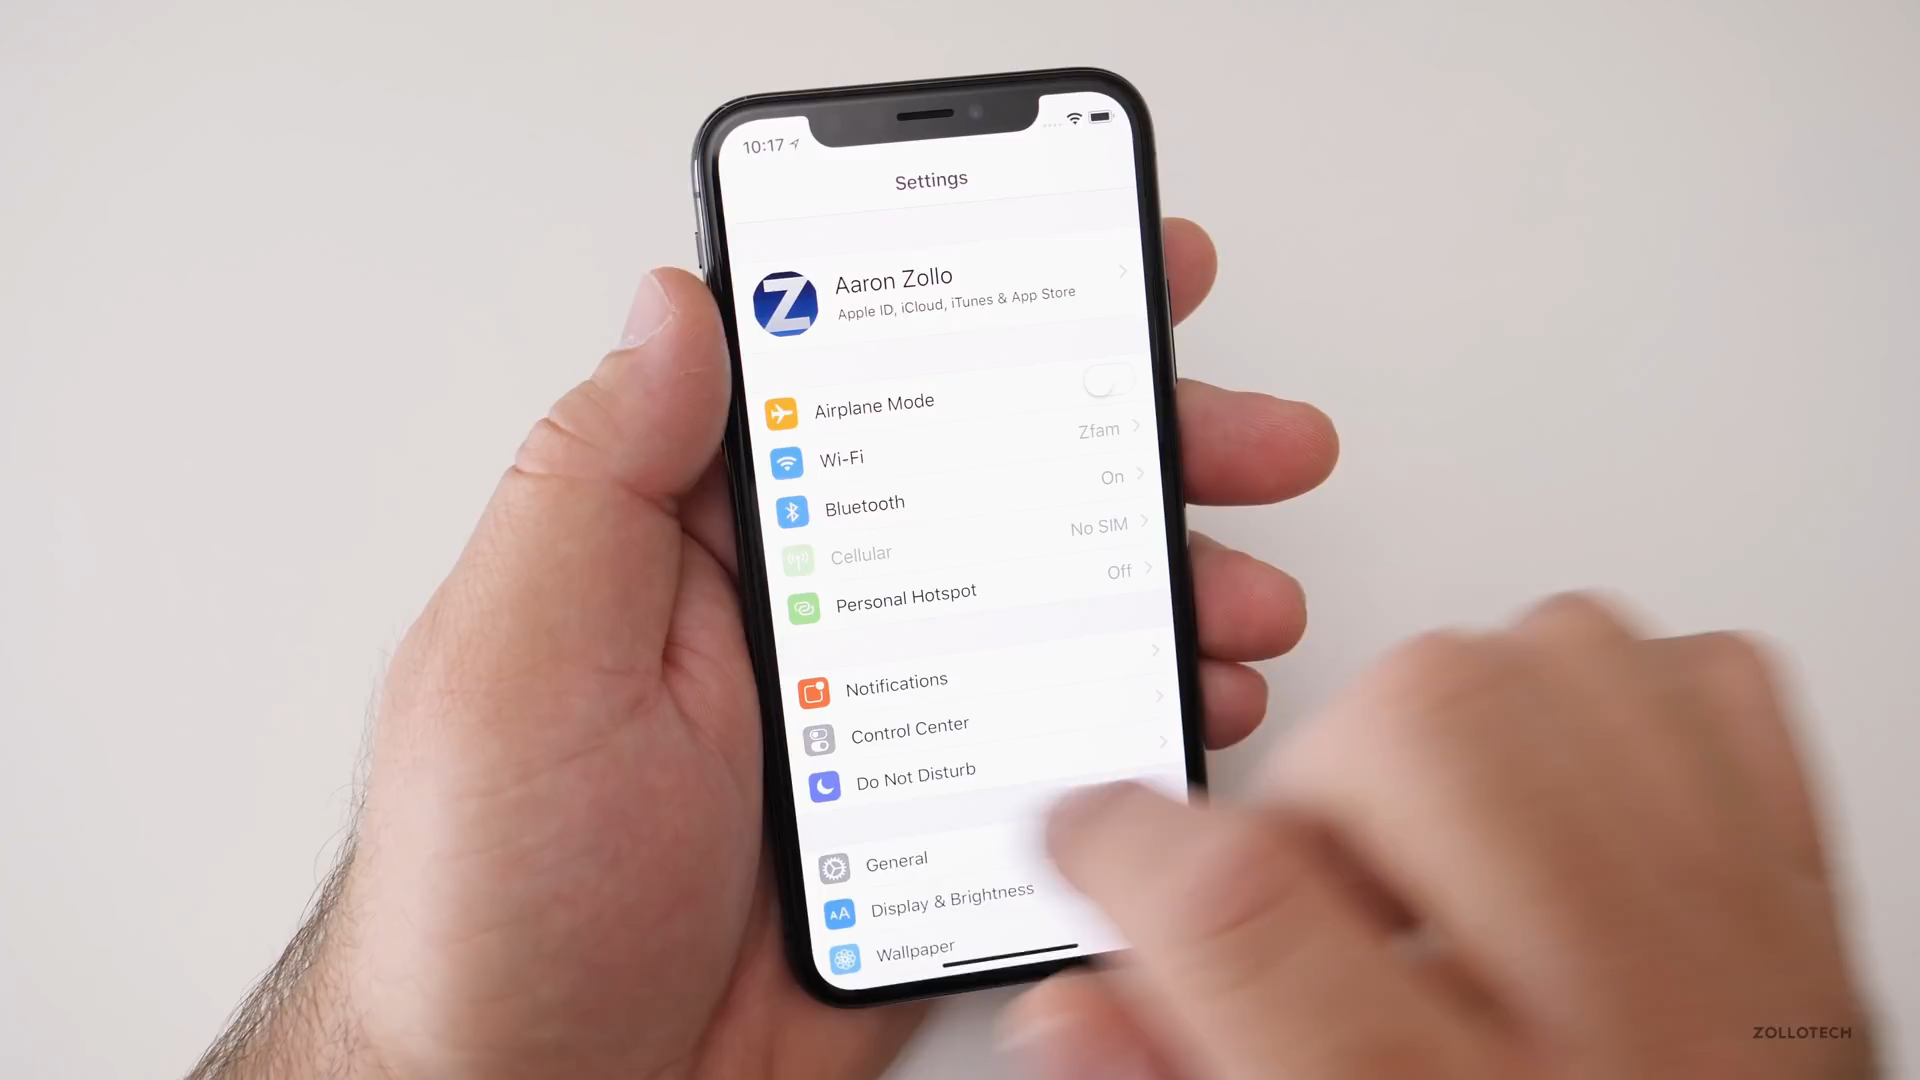 10:17
Settings
Z
Aaron Zollo
Apple ID, iCloud, iTunes & App Store
Airplane Mode
Wi-Fi Zfam
Bluetooth On
Cellular No SIM
Personal Hotspot Off
Notifications
Control Center
Do Not Disturb
General
AA Display & Brightness
Wallpaper
ZOLLOTECH